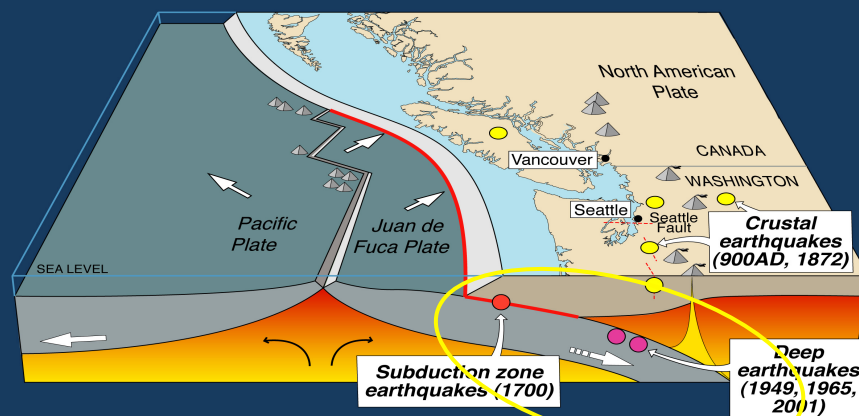 North American
Plate
Vancouver
CANADA
WASHINGTON
Seattle
Seattle
Fault
Pacific
Plate
Juan de
Fuca Plate
Crustal
earthquakes
(900AD, 1872)
SEA LEVEL
Subduction zone
earthquakes (1700)
Deep
earthquakes
(1949, 1965,
2001)